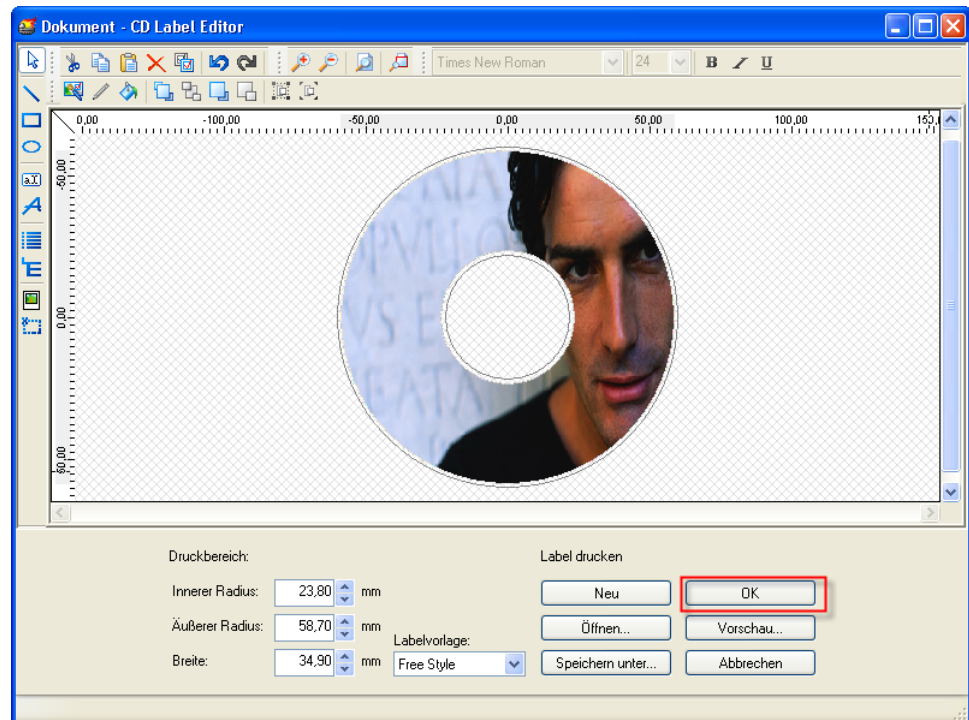 Dokument - CD Label Editor
Times New Roman 24 B I U
0,00 -100,00 -50,00 0,00 50,00 100,00
-50,00
0,00
Druckbereich:
Label drucken
Innerer Radius: 23,80 mm
Neu OK
Äußerer Radius: 58,70 mm
Öffnen... Vorschau...
Labelvorlage:
Breite: 34,90 mm
Free Style
Speichern unter... Abbrechen